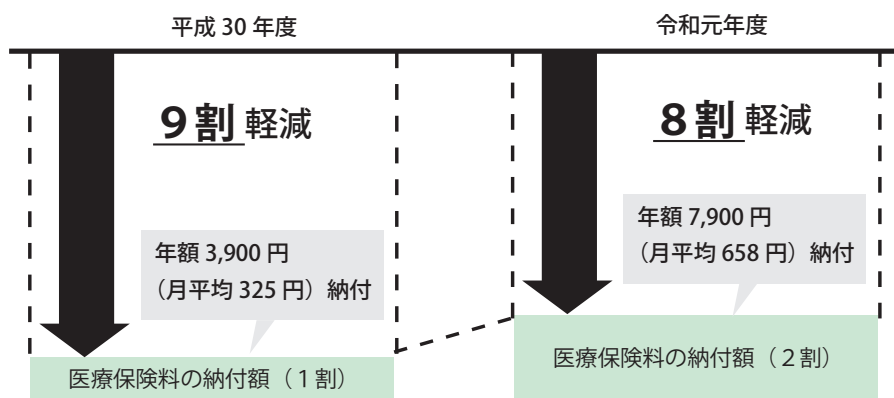 平成 30 年度
９割 軽減
年額 3,900 円
（月平均 325 円）納付
医療保険料の納付額（１割）
令和元年度
８割 軽減
年額 7,900 円
（月平均 658 円）納付
医療保険料の納付額（２割）